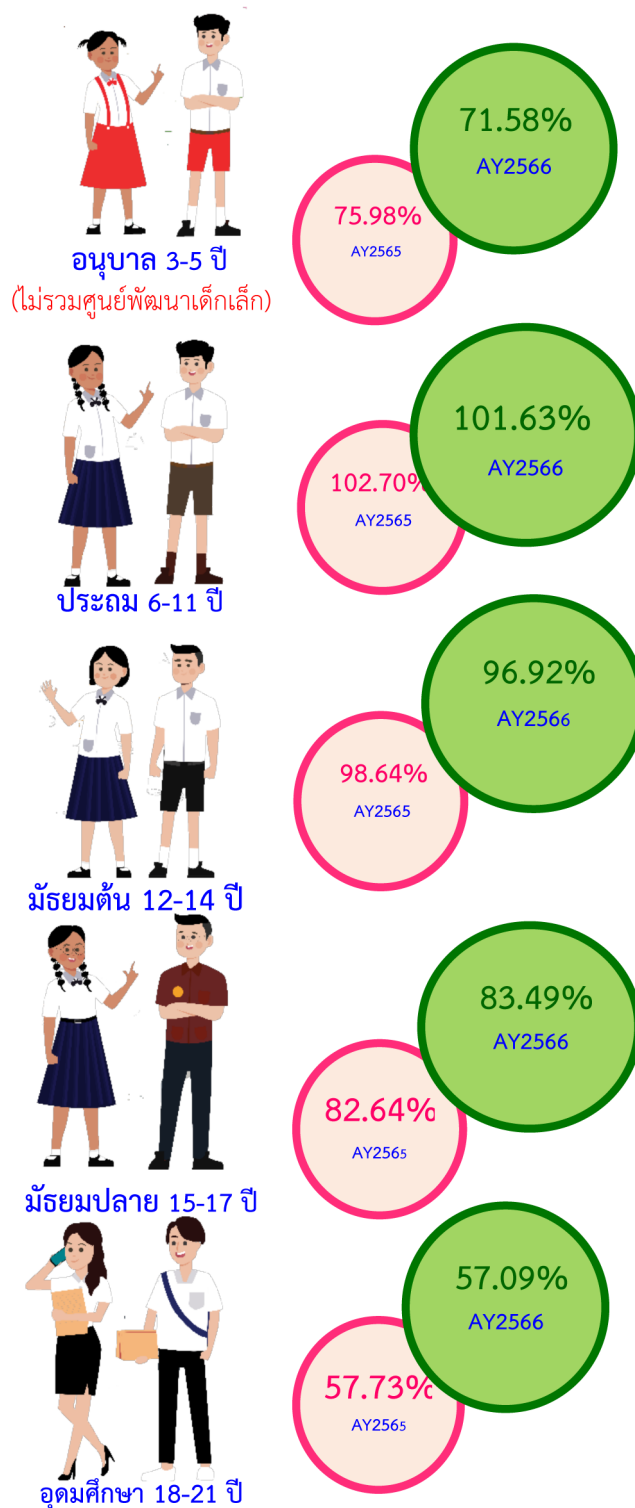 71.58%
AY2566
75.98%
AY2565
อนุบาล 3-5 ปี
(ไม่รวมศูนย์พัฒนาเด็กเล็ก)
101.63%
AY2566
102.70%
AY2565
ประถม 6-11 ปี
96.92%
AY2566
98.64%
AY2565
มัธยมต้น 12-14 ปี
83.49%
AY2566
82.64%
AY2565
มัธยมปลาย 15-17 ปี
57.09%
AY2566
57.73%
AY2565
อุดมศึกษา 18-21 ปี